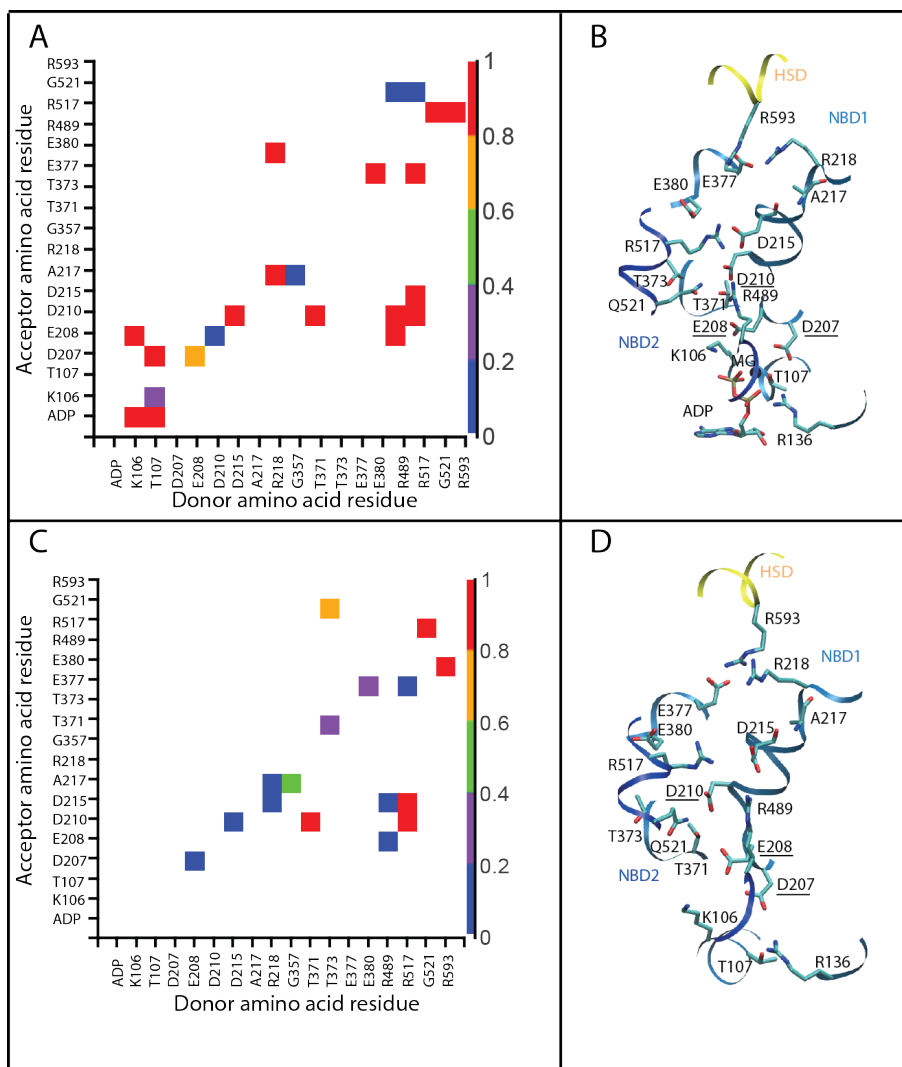 A
Acceptor amino acid residue
R593
G521
R517
R489
E380
E377
T373
T371
G357
R218
A217
D215
D210
E208
D207
T107
K106
ADP
1
0.8
0.6
0.4
0.2
0
ADP K106 T107 D207 E208 D210 D215 A217 R218 G357 T371 T373 E377 E380 R489 R517 G521 R593
Donor amino acid residue
B
HSD
R593
NBD1
R218
E377
E380
A217
R517
D215
T373
D210
T371
R489
Q521
E208
D207
NBD2
K106
MG
T107
ADP
R136
C
Acceptor amino acid residue
R593
G521
R517
R489
E380
E377
T373
T371
G357
R218
A217
D215
D210
E208
D207
T107
K106
ADP
1
0.8
0.6
0.4
0.2
0
ADP K106 T107 D207 E208 D210 D215 A217 R218 G357 T371 T373 E377 E380 R489 R517 G521 R593
Donor amino acid residue
D
HSD
R593
R218
NBD1
E377
A217
E380
D215
R517
D210
R489
T373
Q521
E208
T371
NBD2
D207
K106
T107
R136